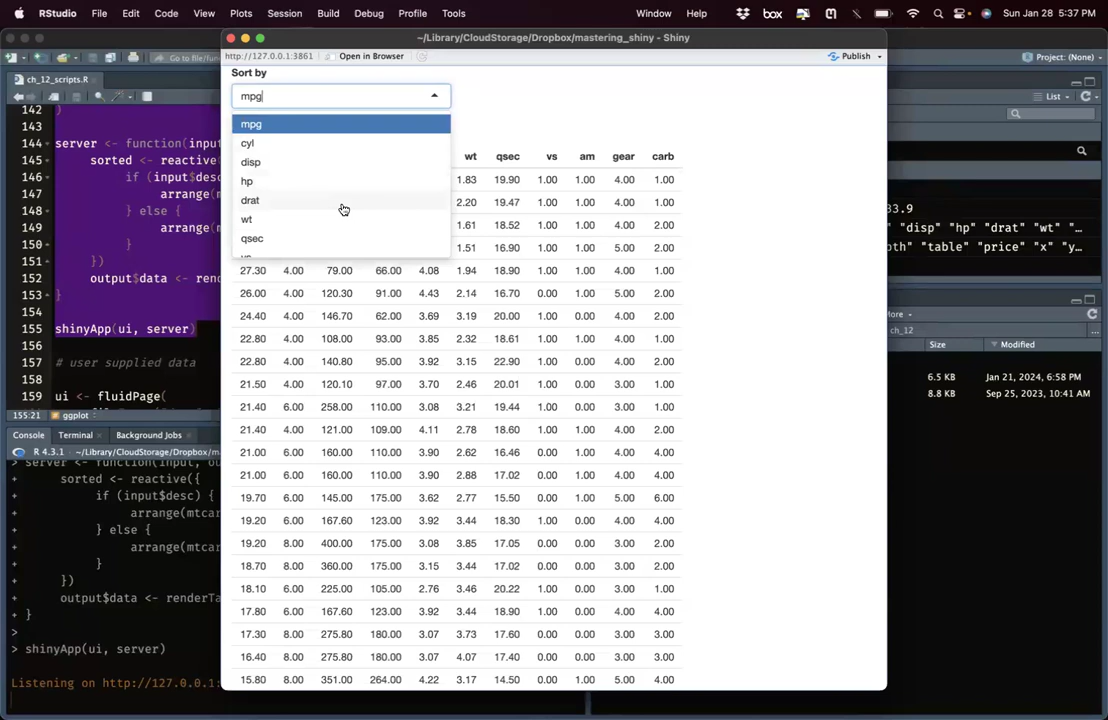 RStudio File Edit Code View Plots Session Build Debug Profile Tools Window Help box Sun Jan 28 5:37 PM
~/Library/CloudStorage/Dropbox/mastering_shiny - Shiny
http://127.0.0.1:3861 Open in Browser Publish
Go to file/fun
Project: (None)
ch_12_scripts.R
List
Sort by
mpg
mpg
cyl
disp
hp
drat
wt
qsec
wt qsec vs am gear carb
1.83 19.90 1.00 1.00 4.00 1.00
2.20 19.47 1.00 1.00 4.00 1.00
1.61 18.52 1.00 1.00 4.00 2.00
1.51 16.90 1.00 1.00 5.00 2.00
27.30 4.00 79.00 66.00 4.08 1.94 18.90 1.00 1.00 4.00 1.00
26.00 4.00 120.30 91.00 4.43 2.14 16.70 0.00 1.00 5.00 2.00
24.40 4.00 146.70 62.00 3.69 3.19 20.00 1.00 0.00 4.00 2.00
22.80 4.00 108.00 93.00 3.85 2.32 18.61 1.00 1.00 4.00 1.00
22.80 4.00 140.80 95.00 3.92 3.15 22.90 1.00 0.00 4.00 2.00
21.50 4.00 120.10 97.00 3.70 2.46 20.01 1.00 0.00 3.00 1.00
21.40 6.00 258.00 110.00 3.08 3.21 19.44 1.00 0.00 3.00 1.00
21.40 4.00 121.00 109.00 4.11 2.78 18.60 1.00 1.00 4.00 2.00
21.00 6.00 160.00 110.00 3.90 2.62 16.46 0.00 1.00 4.00 4.00
21.00 6.00 160.00 110.00 3.90 2.88 17.02 0.00 1.00 4.00 4.00
19.70 6.00 145.00 175.00 3.62 2.77 15.50 0.00 1.00 5.00 6.00
19.20 6.00 167.60 123.00 3.92 3.44 18.30 1.00 0.00 4.00 4.00
19.20 8.00 400.00 175.00 3.08 3.85 17.05 0.00 0.00 3.00 2.00
18.70 8.00 360.00 175.00 3.15 3.44 17.02 0.00 0.00 3.00 2.00
18.10 6.00 225.00 105.00 2.76 3.46 20.22 1.00 0.00 3.00 1.00
17.80 6.00 167.60 123.00 3.92 3.44 18.90 1.00 0.00 4.00 4.00
17.30 8.00 275.80 180.00 3.07 3.73 17.60 0.00 0.00 3.00 3.00
16.40 8.00 275.80 180.00 3.07 4.07 17.40 0.00 0.00 3.00 3.00
15.80 8.00 351.00 264.00 4.22 3.17 14.50 0.00 1.00 5.00 4.00
142 )
143
144 server <- function(input
145 sorted <- reactive(
146 if (input$desc)
147 arrange(mt
148 } else {
149 arrange(mt
150 }
151 })
152 output$data <- ren
153 }
154
155 shinyApp(ui, server)
156
157 # user supplied data
158
159 ui <- fluidPage(
155:21 ggplot
Console Terminal Background Jobs
R 4.3.1 · ~/Library/CloudStorage/Dropbox/m
> server <- function(input, ou
+ sorted <- reactive({
+ if (input$desc) {
+ arrange(mtcar
+ } else {
+ arrange(mtcar
+ }
+ })
+ output$data <- renderTa
+ }
>
> shinyApp(ui, server)
Listening on http://127.0.0.1:
33.9
"disp" "hp" "drat" "wt" "…
"table" "price" "x" "y…
More
ch_12
Size Modified
6.5 KB Jan 21, 2024, 6:58 PM
8.8 KB Sep 25, 2023, 10:41 AM